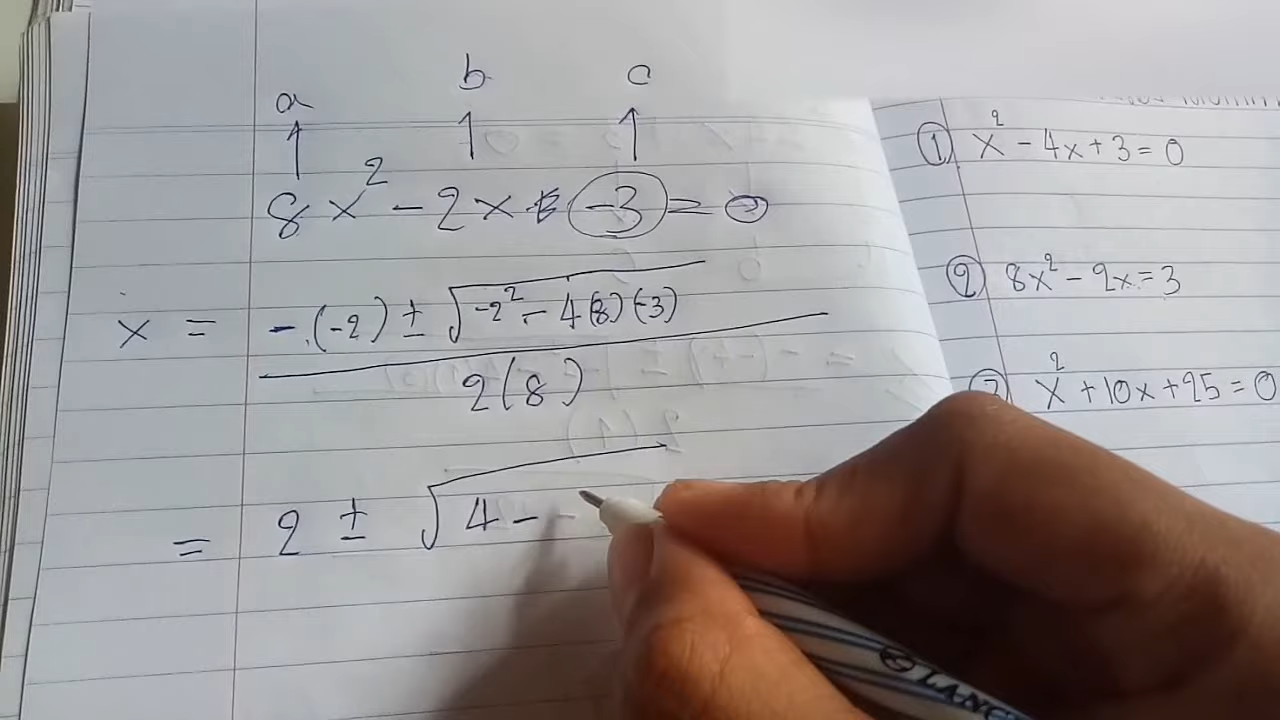 a b c
8x² - 2x -3 = 0
x = -(-2) ± √-2² - 4(8)(-3)
2(8)
= 2 ± √4 - -
① x² - 4x + 3 = 0
② 8x² - 2x = 3
x² + 10x + 25 = 0
LANC